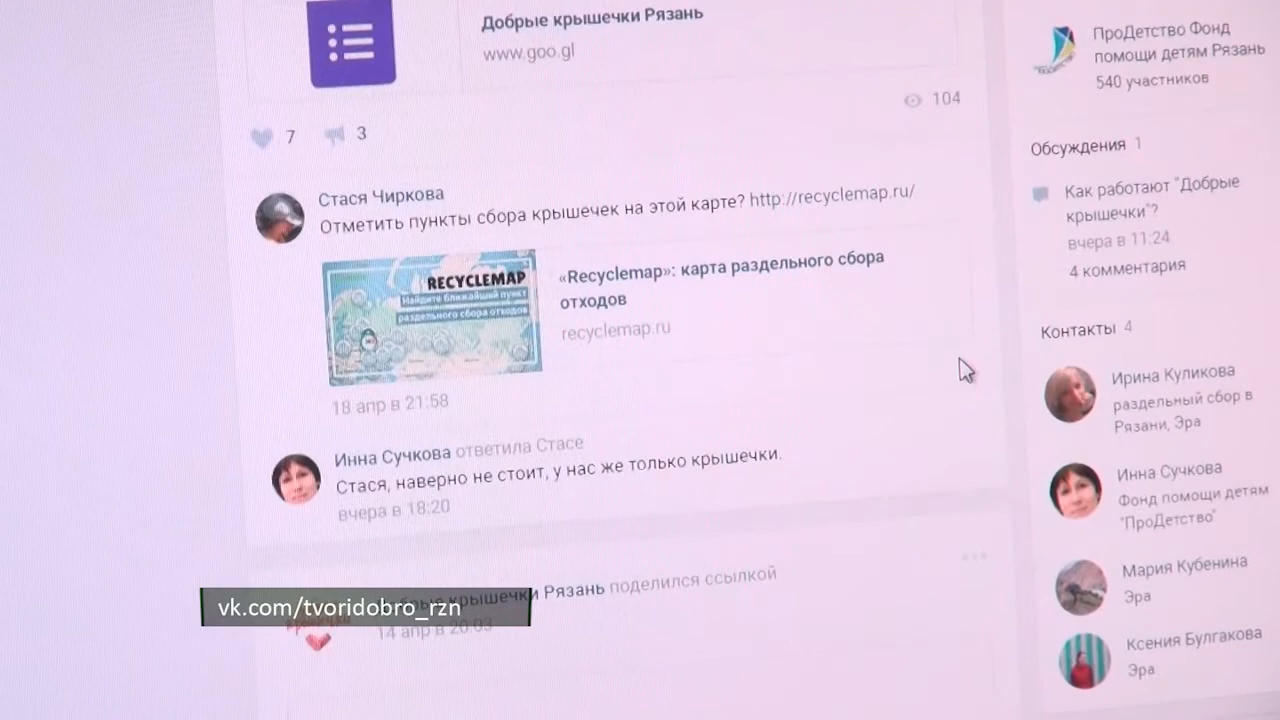 Добрые крышечки Рязань
www.goo.gl
104
7
3
Стася Чиркова
Отметить пункты сбора крышечек на этой карте? http://recyclemap.ru/
RECYCLEMAP
Найдите ближайший пункт
раздельного сбора отходов
«Recyclemap»: карта раздельного сбора
отходов
recyclemap.ru
18 апр в 21:58
Инна Сучкова ответила Стасе
Стася, наверно не стоит, у нас же только крышечки.
вчера в 18:20
Добрые крышечки Рязань поделился ссылкой
14 апр в 20:03
vk.com/tvoridobro_rzn
ПроДетство Фонд
помощи детям Рязань
540 участников
Обсуждения 1
Как работают "Добрые
крышечки"?
вчера в 11:24
4 комментария
Контакты 4
Ирина Куликова
раздельный сбор в
Рязани, Эра
Инна Сучкова
Фонд помощи детям
"ПроДетство"
Мария Кубенина
Эра
Ксения Булгакова
Эра